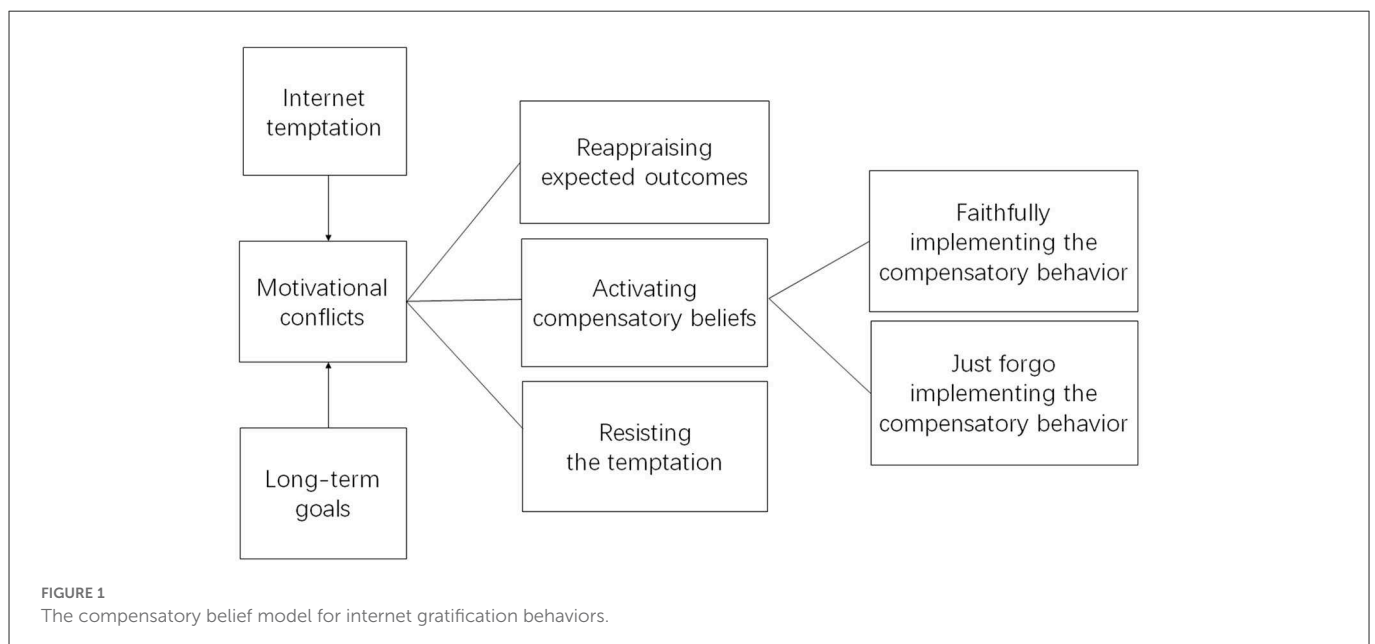 Internet
temptation
Motivational
conflicts
Long-term
goals
Reappraising
expected outcomes
Activating
compensatory beliefs
Resisting
the temptation
Faithfully
implementing the
compensatory behavior
Just forgo
implementing the
compensatory behavior
FIGURE 1
The compensatory belief model for internet gratification behaviors.